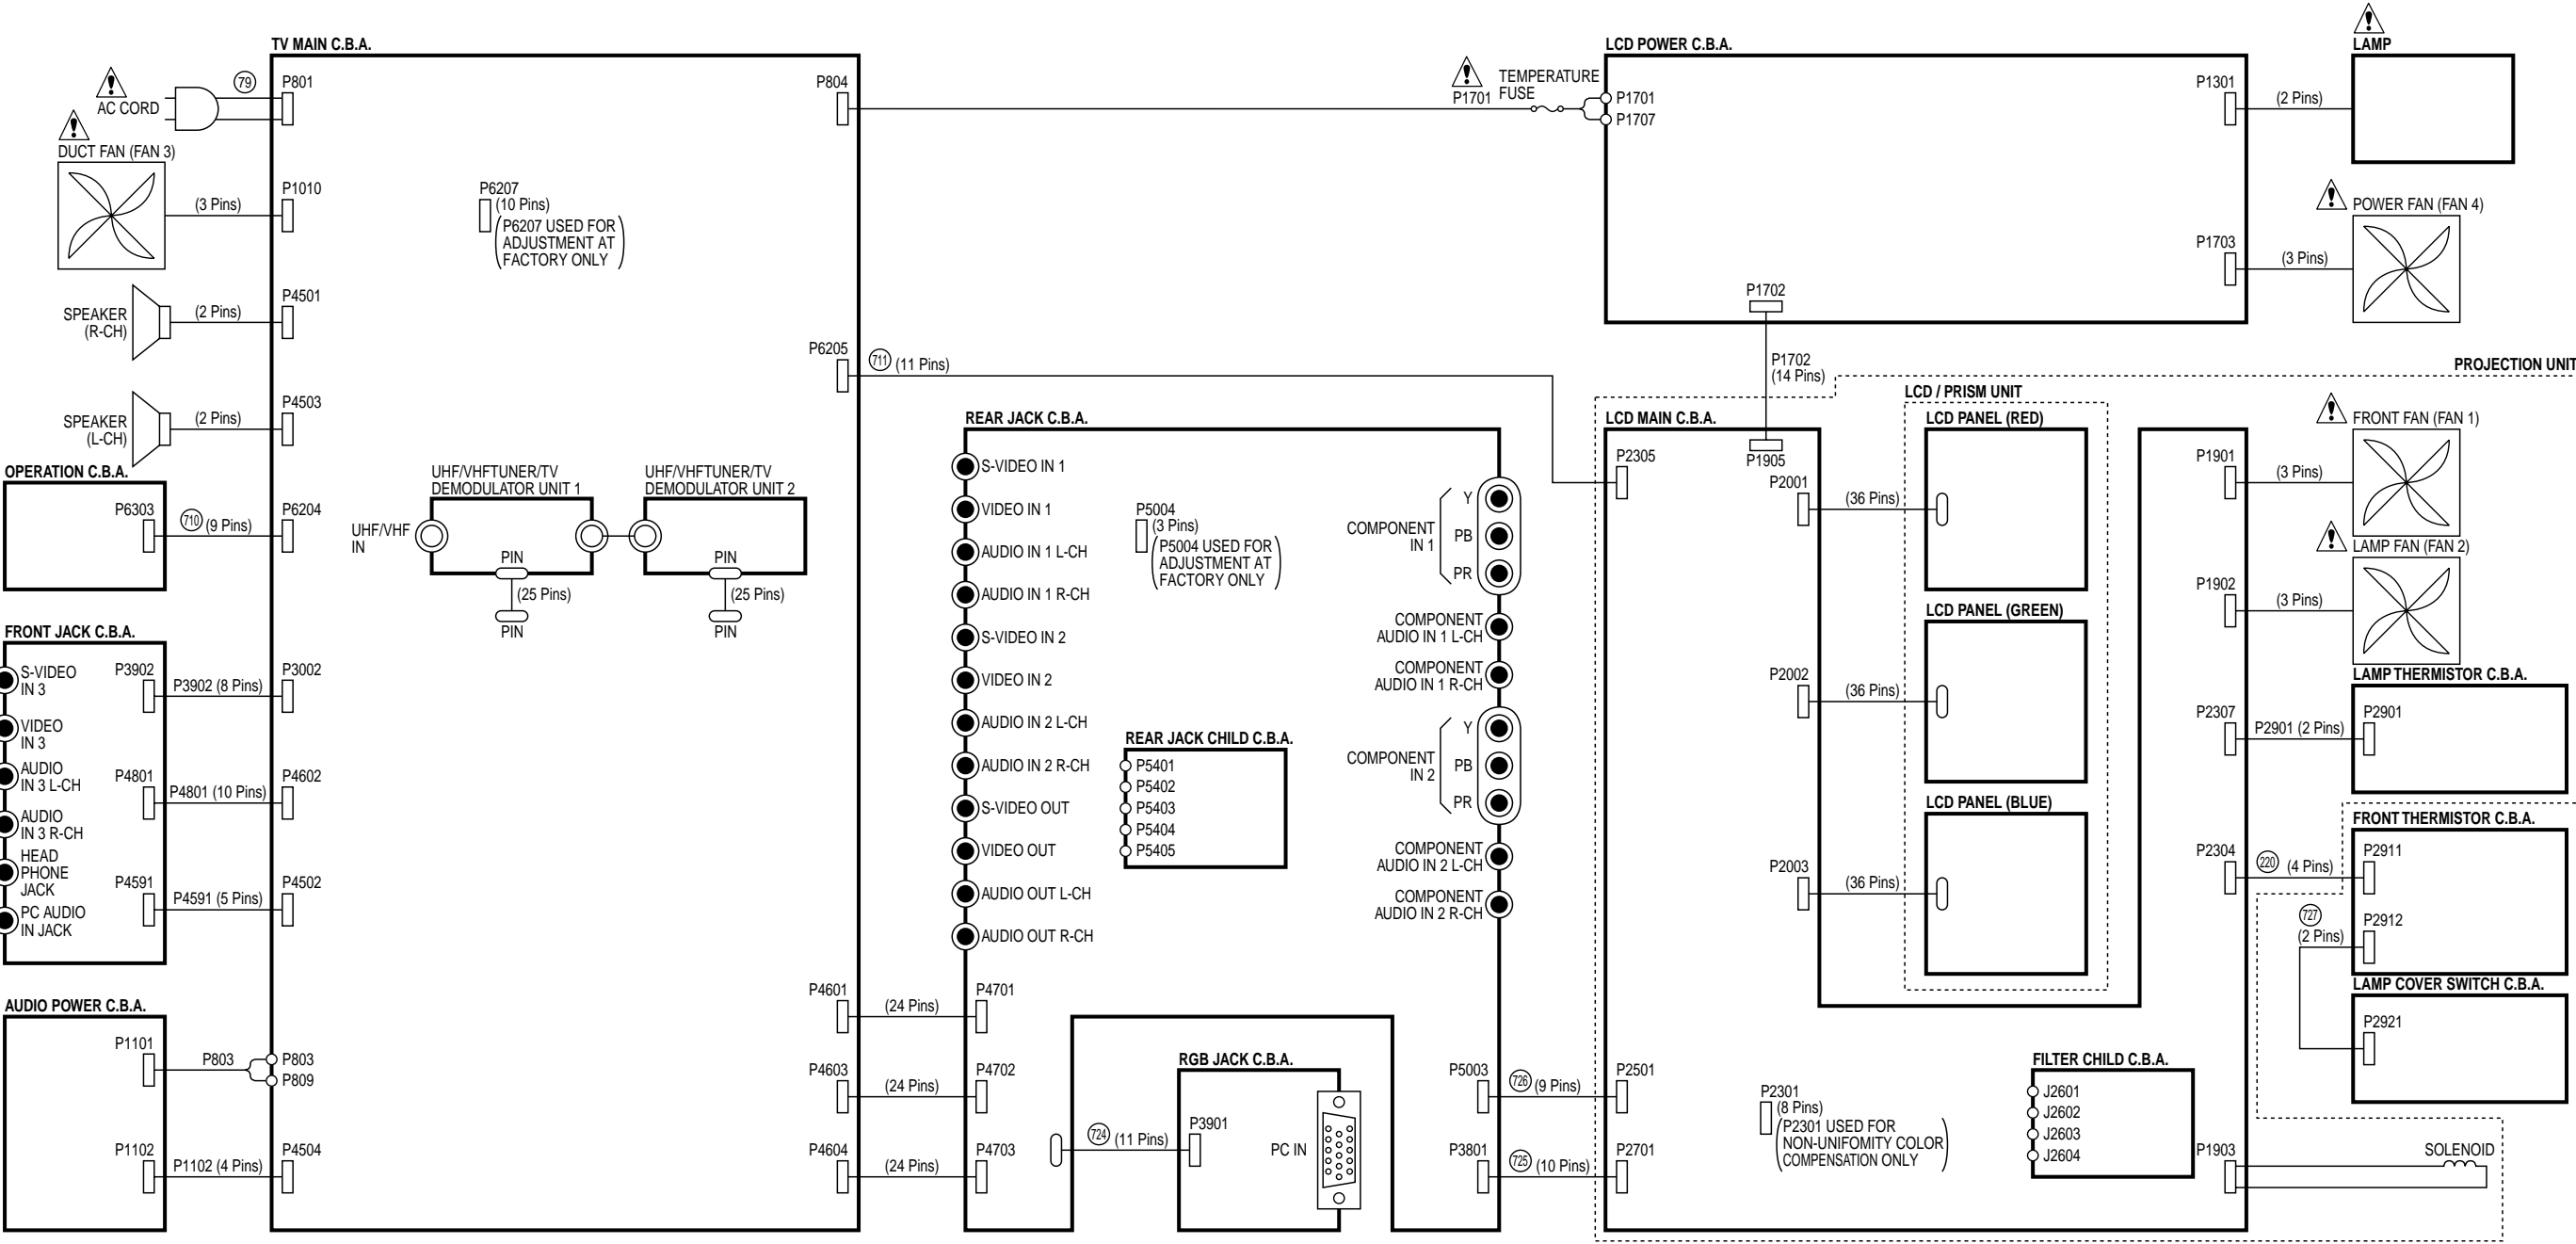 TV MAIN C.B.A.
AC CORD
79
P801
DUCT FAN (FAN 3)
(3 Pins)
P1010
SPEAKER
(R-CH)
(2 Pins)
P4501
SPEAKER
(L-CH)
(2 Pins)
P4503
OPERATION C.B.A.
P6303
710 (9 Pins)
P6204
FRONT JACK C.B.A.
S-VIDEO
IN 3
VIDEO
IN 3
AUDIO
IN 3 L-CH
AUDIO
IN 3 R-CH
HEAD
PHONE
JACK
PC AUDIO
IN JACK
P3902
P3902 (8 Pins)
P3002
P4801
P4801 (10 Pins)
P4602
P4591
P4591 (5 Pins)
P4502
AUDIO POWER C.B.A.
P1101
P803
P803
P809
P1102
P1102 (4 Pins)
P4504
P6207
(10 Pins)
P6207 USED FOR
ADJUSTMENT AT
FACTORY ONLY
UHF/VHF
IN
UHF/VHFTUNER/TV
DEMODULATOR UNIT 1
PIN
(25 Pins)
PIN
UHF/VHFTUNER/TV
DEMODULATOR UNIT 2
PIN
(25 Pins)
PIN
P804
P6205
711 (11 Pins)
P4601
(24 Pins)
P4701
P4603
(24 Pins)
P4702
P4604
(24 Pins)
P4703
REAR JACK C.B.A.
S-VIDEO IN 1
VIDEO IN 1
AUDIO IN 1 L-CH
AUDIO IN 1 R-CH
S-VIDEO IN 2
VIDEO IN 2
AUDIO IN 2 L-CH
AUDIO IN 2 R-CH
S-VIDEO OUT
VIDEO OUT
AUDIO OUT L-CH
AUDIO OUT R-CH
P5004
(3 Pins)
P5004 USED FOR
ADJUSTMENT AT
FACTORY ONLY
REAR JACK CHILD C.B.A.
P5401
P5402
P5403
P5404
P5405
COMPONENT
IN 1
Y
PB
PR
COMPONENT
AUDIO IN 1 L-CH
COMPONENT
AUDIO IN 1 R-CH
COMPONENT
IN 2
Y
PB
PR
COMPONENT
AUDIO IN 2 L-CH
COMPONENT
AUDIO IN 2 R-CH
RGB JACK C.B.A.
724 (11 Pins)
P3901
PC IN
P5003
726 (9 Pins)
P2501
P3801
725 (10 Pins)
P2701
LCD POWER C.B.A.
P1701
TEMPERATURE
FUSE
P1701
P1707
P1301
(2 Pins)
LAMP
P1703
(3 Pins)
POWER FAN (FAN 4)
P1702
P1702
(14 Pins)
P1905
PROJECTION UNIT
LCD MAIN C.B.A.
P2305
LCD / PRISM UNIT
LCD PANEL (RED)
P2001
(36 Pins)
LCD PANEL (GREEN)
P2002
(36 Pins)
LCD PANEL (BLUE)
P2003
(36 Pins)
P2301
(8 Pins)
P2301 USED FOR
NON-UNIFOMITY COLOR
COMPENSATION ONLY
FILTER CHILD C.B.A.
J2601
J2602
J2603
J2604
FRONT FAN (FAN 1)
P1901
(3 Pins)
LAMP FAN (FAN 2)
P1902
(3 Pins)
LAMP THERMISTOR C.B.A.
P2307
P2901 (2 Pins)
P2901
FRONT THERMISTOR C.B.A.
P2304
220 (4 Pins)
P2911
727
(2 Pins)
P2912
LAMP COVER SWITCH C.B.A.
P2921
P1903
SOLENOID